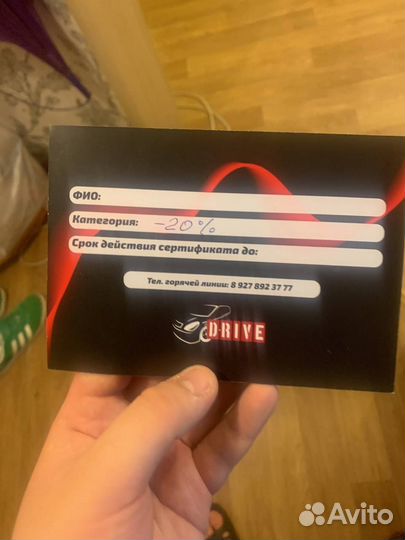 ФИО:
Категория: -20%
Срок действия сертификата до:
Тел. горячей линии: 8 927 892 37 77
DRIVE
Avito